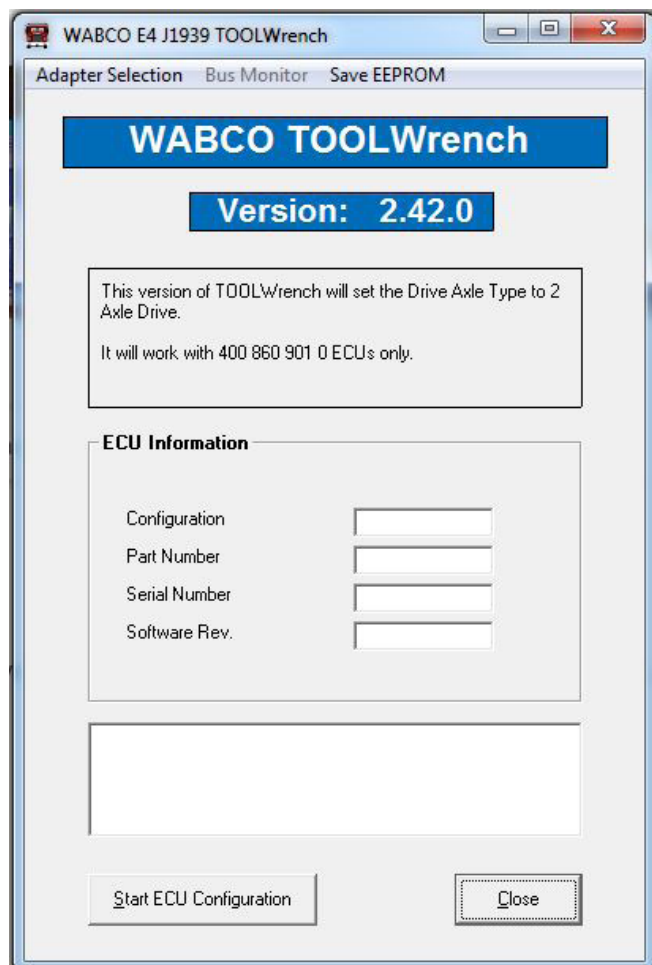 WABCO E4 J1939 TOOLWrench
Adapter Selection Bus Monitor Save EEPROM
WABCO TOOLWrench
Version: 2.42.0
This version of TOOLWrench will set the Drive Axle Type to 2
Axle Drive.
It will work with 400 860 901 0 ECUs only.
ECU Information
Configuration
Part Number
Serial Number
Software Rev.
Start ECU Configuration
Close